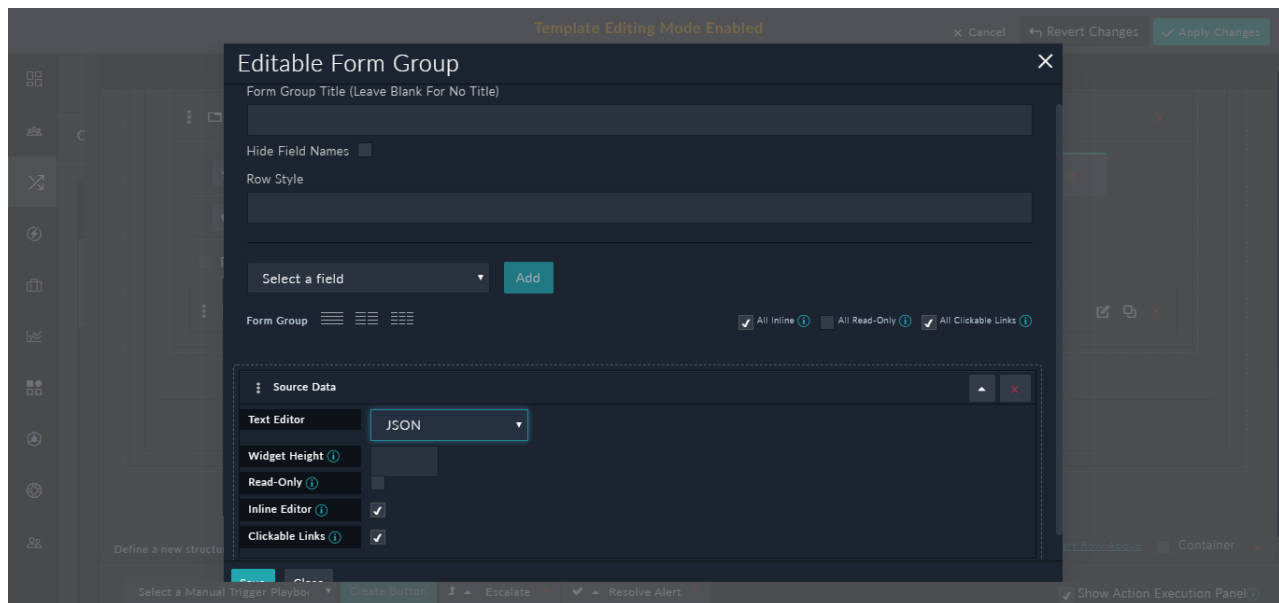 Template Editing Mode Enabled
Cancel Revert Changes Apply Changes
Editable Form Group
Form Group Title (Leave Blank For No Title)
Hide Field Names
Row Style
Select a field Add
Form Group All Inline All Read-Only All Clickable Links
Source Data
Text Editor JSON
Widget Height
Read-Only
Inline Editor
Clickable Links
Define a new structu
Row Above Container
Save Close
Select a Manual Trigger Playbo Create Button Escalate Resolve Alert Show Action Execution Panel